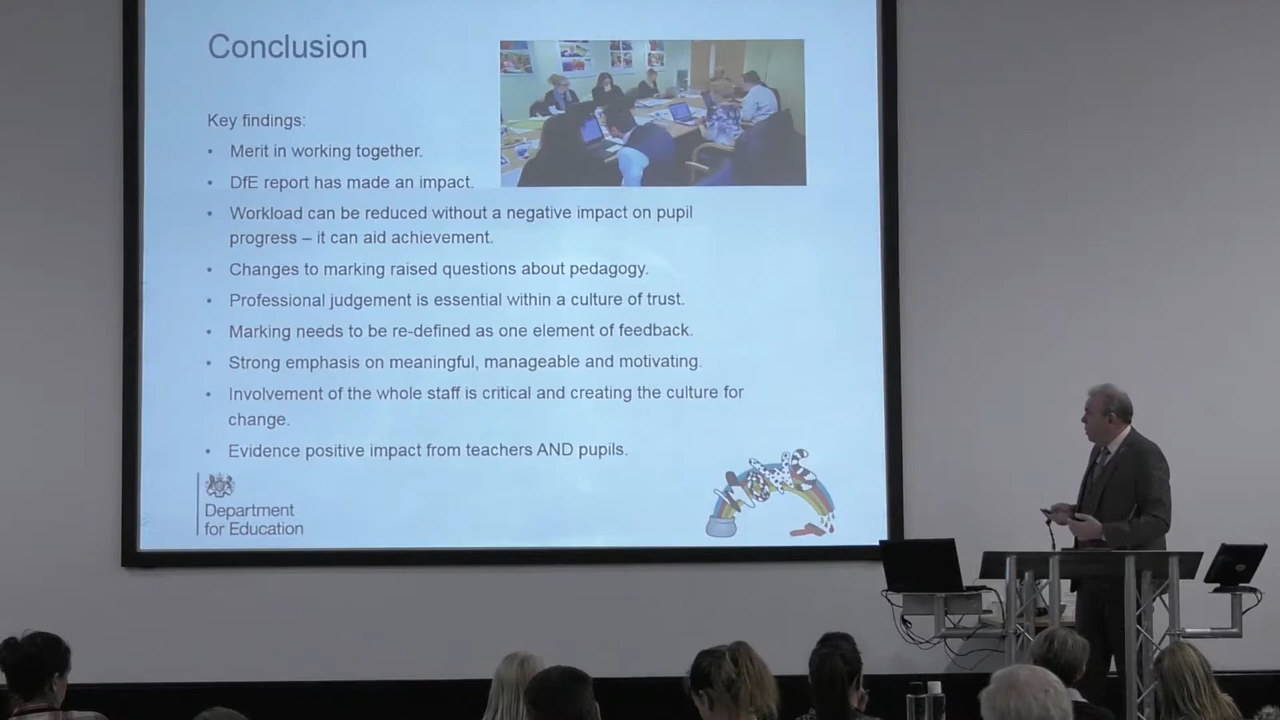 Conclusion
Key findings:
• Merit in working together.
• DfE report has made an impact.
• Workload can be reduced without a negative impact on pupil
progress – it can aid achievement.
• Changes to marking raised questions about pedagogy.
• Professional judgement is essential within a culture of trust.
• Marking needs to be re-defined as one element of feedback.
• Strong emphasis on meaningful, manageable and motivating.
• Involvement of the whole staff is critical and creating the culture for
change.
• Evidence positive impact from teachers AND pupils.
Department
for Education